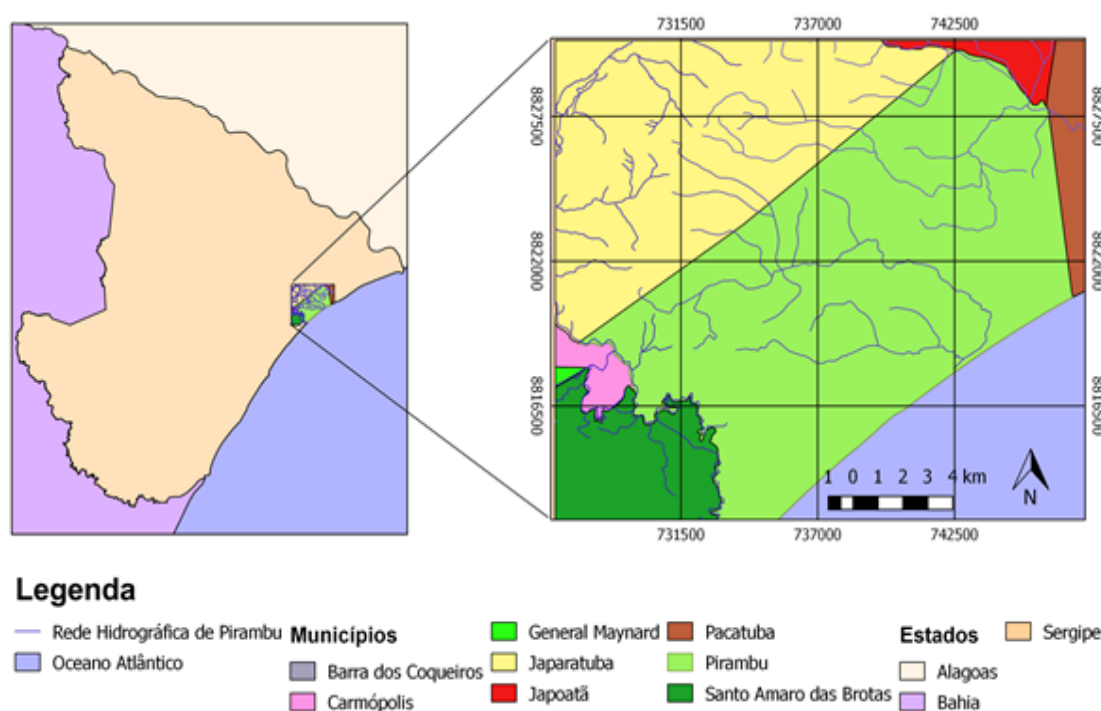 731500 737000 742500
8827500 8827500
8822000 8822000
8816500 8816500
1 0 1 2 3 4 km
N
731500 737000 742500
Legenda
Rede Hidrográfica de Pirambu
Oceano Atlântico
Municípios
Barra dos Coqueiros
Carmópolis
General Maynard
Japaratuba
Japoatã
Pacatuba
Pirambu
Santo Amaro das Brotas
Estados
Alagoas
Bahia
Sergipe